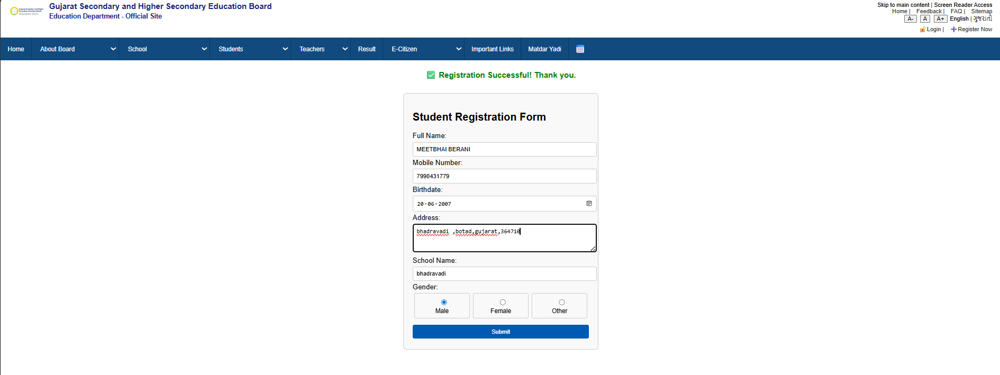 Gujarat Secondary and Higher Secondary Education Board
Education Department - Official Site
Skip to main content | Screen Reader Access
Home | Feedback | FAQ | Sitemap
A- A A+ English | ગુજરાતી
Login | Register Now
Home About Board School Students Teachers Result E-Citizen Important Links Matdar Yadi
Registration Successful! Thank you.
Student Registration Form
Full Name:
MEETBHAI BERANI
Mobile Number:
7990431779
Birthdate:
20-06-2007
Address:
bhadravadi ,botad,gujarat,364710
School Name:
bhadravadi
Gender:
Male Female Other
Submit